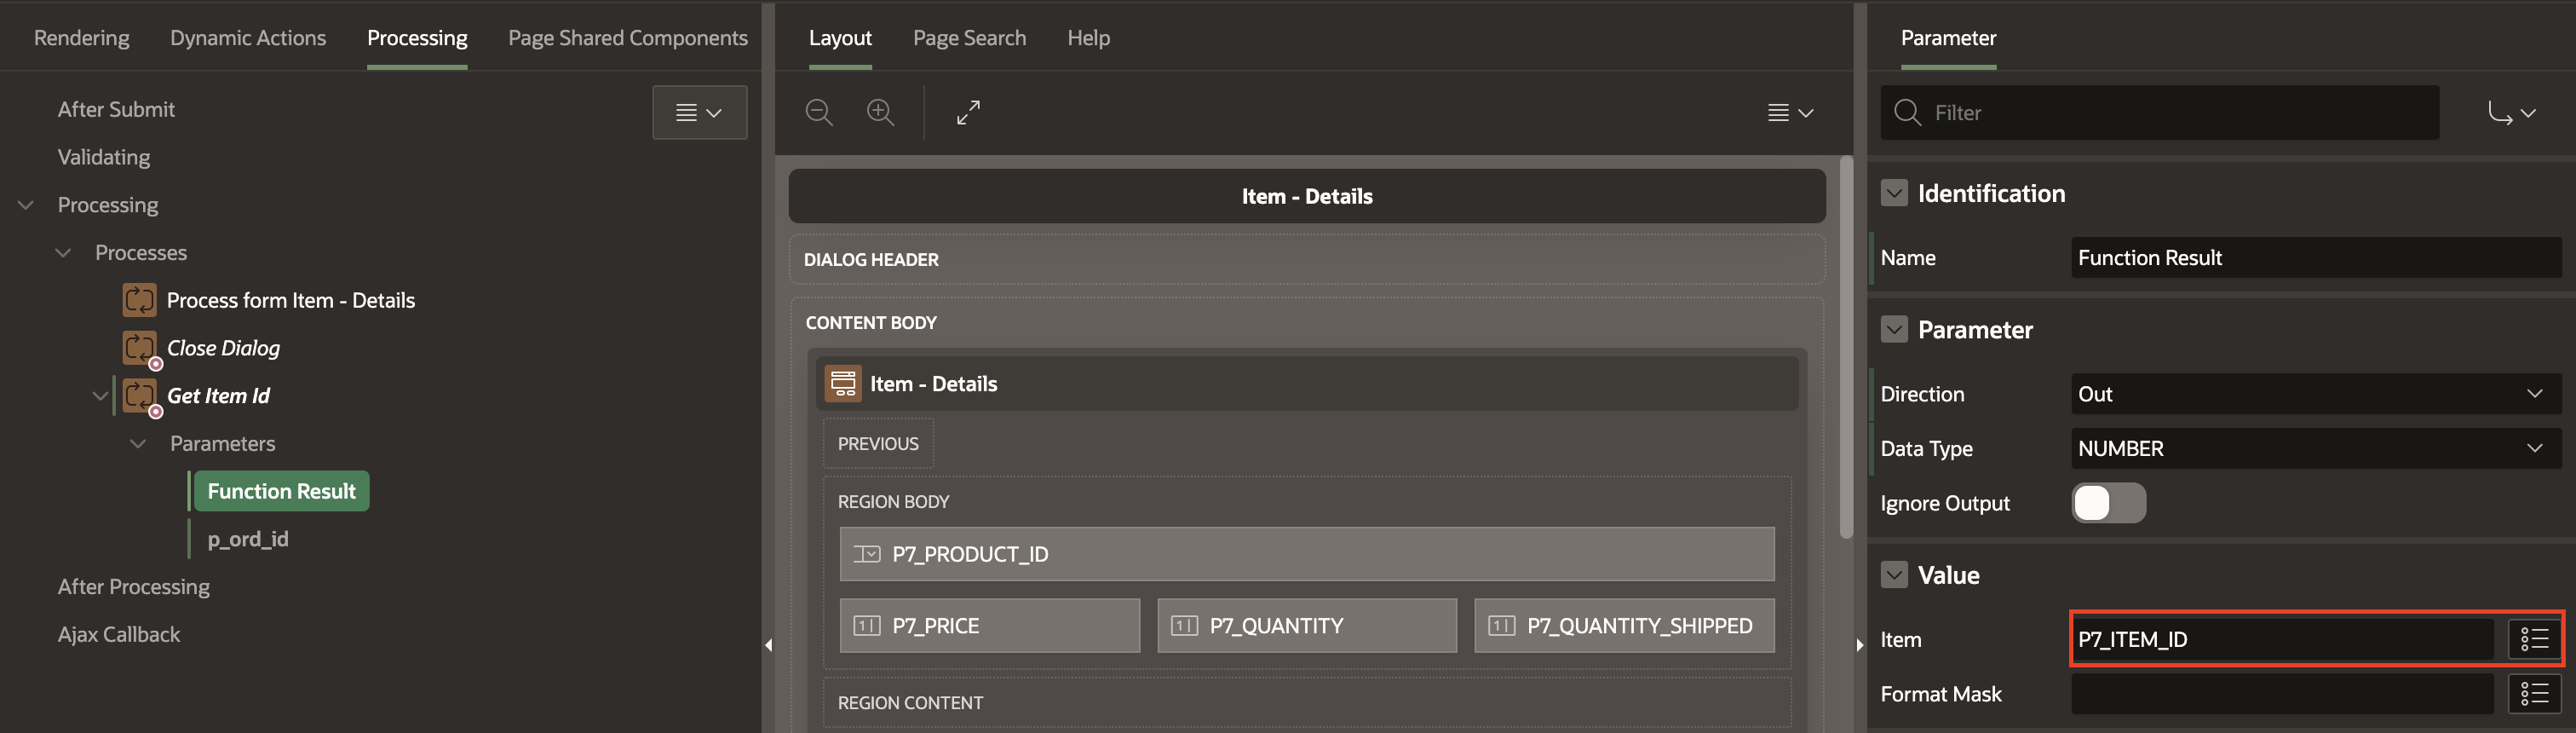 Rendering Dynamic Actions Processing Page Shared Components
After Submit
Validating
Processing
Processes
Process form Item - Details
Close Dialog
Get Item Id
Parameters
Function Result
p_ord_id
After Processing
Ajax Callback
Layout Page Search Help
Item - Details
DIALOG HEADER
CONTENT BODY
Item - Details
PREVIOUS
REGION BODY
P7_PRODUCT_ID
P7_PRICE P7_QUANTITY P7_QUANTITY_SHIPPED
REGION CONTENT
Parameter
Filter
Identification
Name Function Result
Parameter
Direction Out
Data Type NUMBER
Ignore Output
Value
Item P7_ITEM_ID
Format Mask